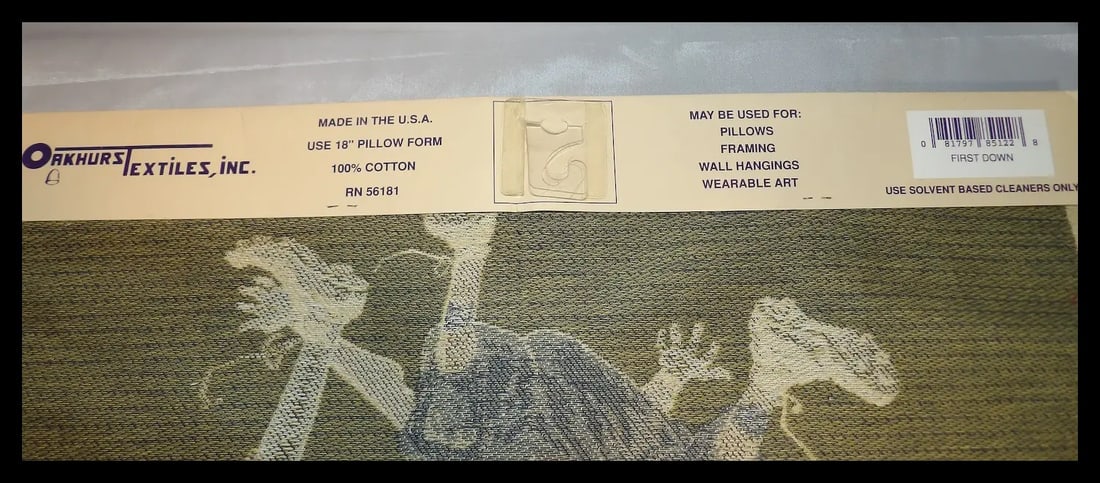 OAKHURST TEXTILES, INC.
MADE IN THE U.S.A.
USE 18" PILLOW FORM
100% COTTON
RN 56181
MAY BE USED FOR:
PILLOWS
FRAMING
WALL HANGINGS
WEARABLE ART
0 81797 85122 8
FIRST DOWN
USE SOLVENT BASED CLEANERS ONLY